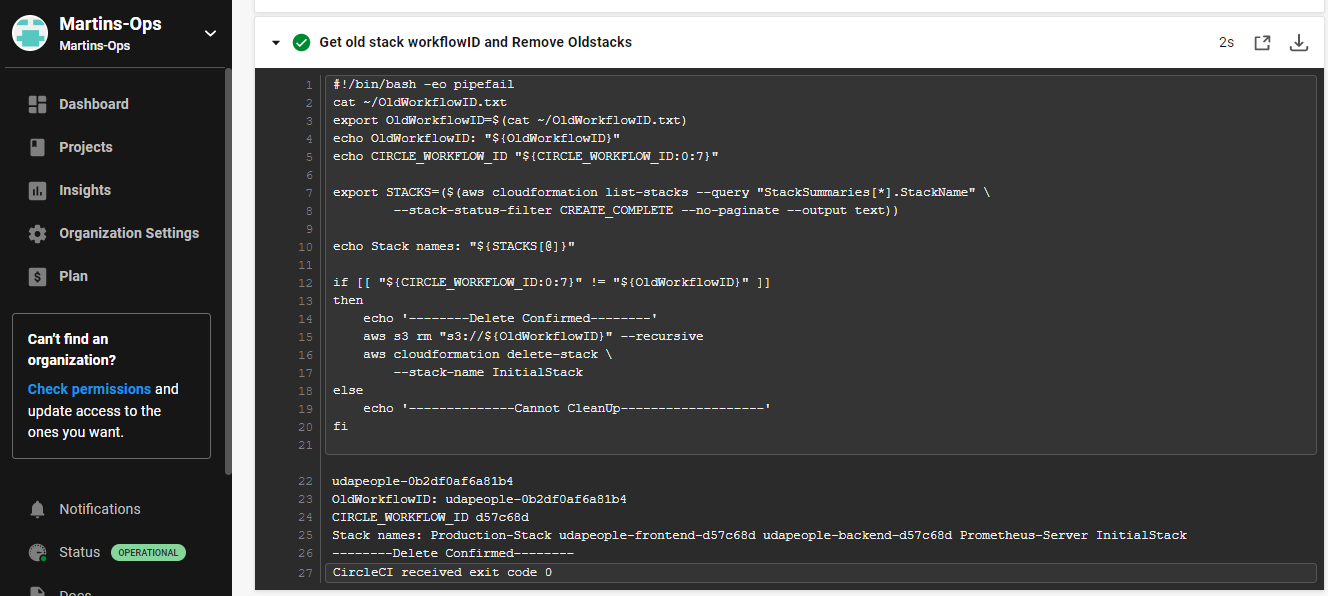 Martins-Ops
Martins-Ops
Dashboard
Projects
Insights
Organization Settings
Plan
Can't find an
organization?
Check permissions and
update access to the
ones you want.
Notifications
Status OPERATIONAL
Docs
Get old stack workflowID and Remove Oldstacks 2s
1 #!/bin/bash -eo pipefail
2 cat ~/OldWorkflowID.txt
3 export OldWorkflowID=$(cat ~/OldWorkflowID.txt)
4 echo OldWorkflowID: "${OldWorkflowID}"
5 echo CIRCLE_WORKFLOW_ID "${CIRCLE_WORKFLOW_ID:0:7}"
6
7 export STACKS=($(aws cloudformation list-stacks --query "StackSummaries[*].StackName" \
8 --stack-status-filter CREATE_COMPLETE --no-paginate --output text))
9
10 echo Stack names: "${STACKS[@]}"
11
12 if [[ "${CIRCLE_WORKFLOW_ID:0:7}" != "${OldWorkflowID}" ]]
13 then
14 echo '--------Delete Confirmed--------'
15 aws s3 rm "s3://${OldWorkflowID}" --recursive
16 aws cloudformation delete-stack \
17 --stack-name InitialStack
18 else
19 echo '--------------Cannot CleanUp-------------------'
20 fi
21
22 udapeople-0b2df0af6a81b4
23 OldWorkflowID: udapeople-0b2df0af6a81b4
24 CIRCLE_WORKFLOW_ID d57c68d
25 Stack names: Production-Stack udapeople-frontend-d57c68d udapeople-backend-d57c68d Prometheus-Server InitialStack
26 --------Delete Confirmed--------
27 CircleCI received exit code 0